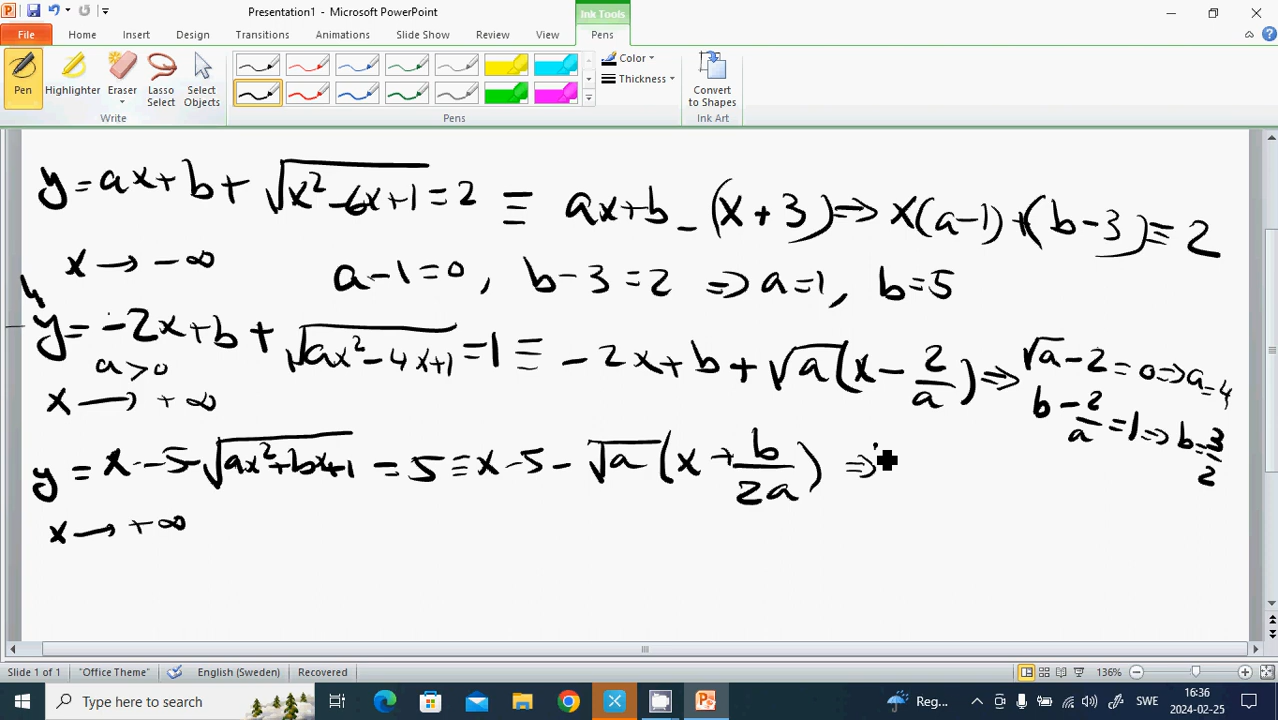 Presentation1 - Microsoft PowerPoint
Ink Tools
File Home Insert Design Transitions Animations Slide Show Review View Pens
Pen Highlighter Eraser Lasso Select Select Objects
Color
Thickness
Convert to Shapes
Write Pens Ink Art
y = ax + b + √(x² - 6x + 1) = 2 ≡ ax + b - (x + 3) ⇒ x(a-1) + (b-3) ≡ 2
x → -∞ a - 1 = 0, b - 3 = 2 ⇒ a = 1, b = 5
y = -2x + b + √(ax² - 4x + 1) = 1 ≡ -2x + b + √a(x - 2/a) ⇒ √a - 2 = 0 ⇒ a = 4
a > 0
b - 2/a = 1 ⇒ b = 3/2
x → +∞
y = x - 5 - √(ax² + bx + 1) = 5 ≡ x - 5 - √a(x + b/2a) ⇒
x → +∞
Slide 1 of 1 "Office Theme" English (Sweden) Recovered 136%
Type here to search Reg... SWE 16:36
2024-02-25